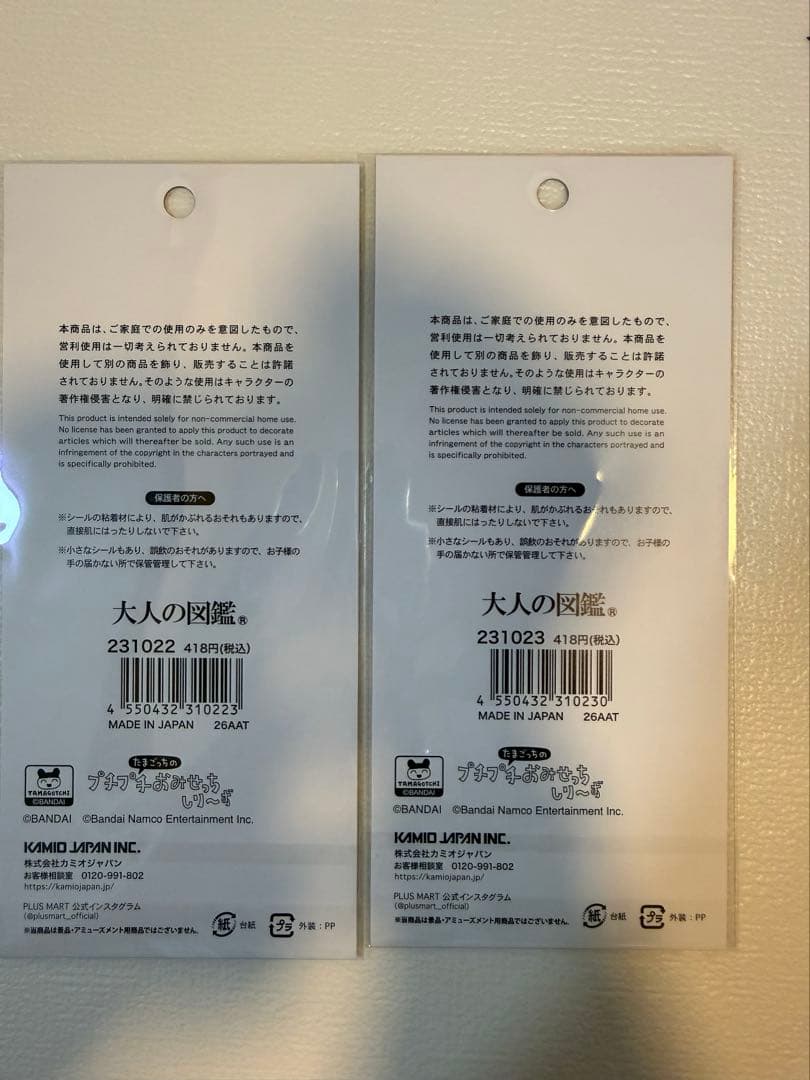 本商品は、ご家庭での使用のみを意図したもので、
営利使用は一切考えられておりません。本商品を
使用して別の商品を飾り、販売することは許諾
されておりません。そのような使用はキャラクターの
著作権侵害となり、明確に禁じられております。
This product is intended solely for non-commercial home use.
No license has been granted to apply this product to decorate
articles which will thereafter be sold. Any such use is an
infringement of the copyright in the characters portrayed and
is specifically prohibited.
保護者の方へ
※シールの粘着材により、肌がかぶれるおそれもありますので、
直接肌にはったりしないで下さい。
※小さなシールもあり、誤飲のおそれがありますので、お子様の
手の届かない所で保管管理して下さい。
大人の図鑑®
231022 418円(税込)
4 550432 310223
MADE IN JAPAN 26AAT
TAMAGOTCHI
©BANDAI
たまごっちの
プチプチおみせっち
しり〜ず
©BANDAI ©Bandai Namco Entertainment Inc.
KAMIO JAPAN INC.
株式会社カミオジャパン
お客様相談室 0120-991-802
https://kamiojapan.jp/
PLUS MART 公式インスタグラム
(@plusmart_official)
※当商品は景品・アミューズメント用商品ではございません。
紙 台紙 プラ 外装：PP
本商品は、ご家庭での使用のみを意図したもので、
営利使用は一切考えられておりません。本商品を
使用して別の商品を飾り、販売することは許諾
されておりません。そのような使用はキャラクターの
著作権侵害となり、明確に禁じられております。
This product is intended solely for non-commercial home use.
No license has been granted to apply this product to decorate
articles which will thereafter be sold. Any such use is an
infringement of the copyright in the characters portrayed and
is specifically prohibited.
保護者の方へ
※シールの粘着材により、肌がかぶれるおそれもありますので、
直接肌にはったりしないで下さい。
※小さなシールもあり、誤飲のおそれがありますので、お子様の
手の届かない所で保管管理して下さい。
大人の図鑑®
231023 418円(税込)
4 550432 310230
MADE IN JAPAN 26AAT
TAMAGOTCHI
©BANDAI
たまごっちの
プチプチおみせっち
しり〜ず
©BANDAI ©Bandai Namco Entertainment Inc.
KAMIO JAPAN INC.
株式会社カミオジャパン
お客様相談室 0120-991-802
https://kamiojapan.jp/
PLUS MART 公式インスタグラム
(@plusmart_official)
※当商品は景品・アミューズメント用商品ではございません。
紙 台紙 プラ 外装：PP